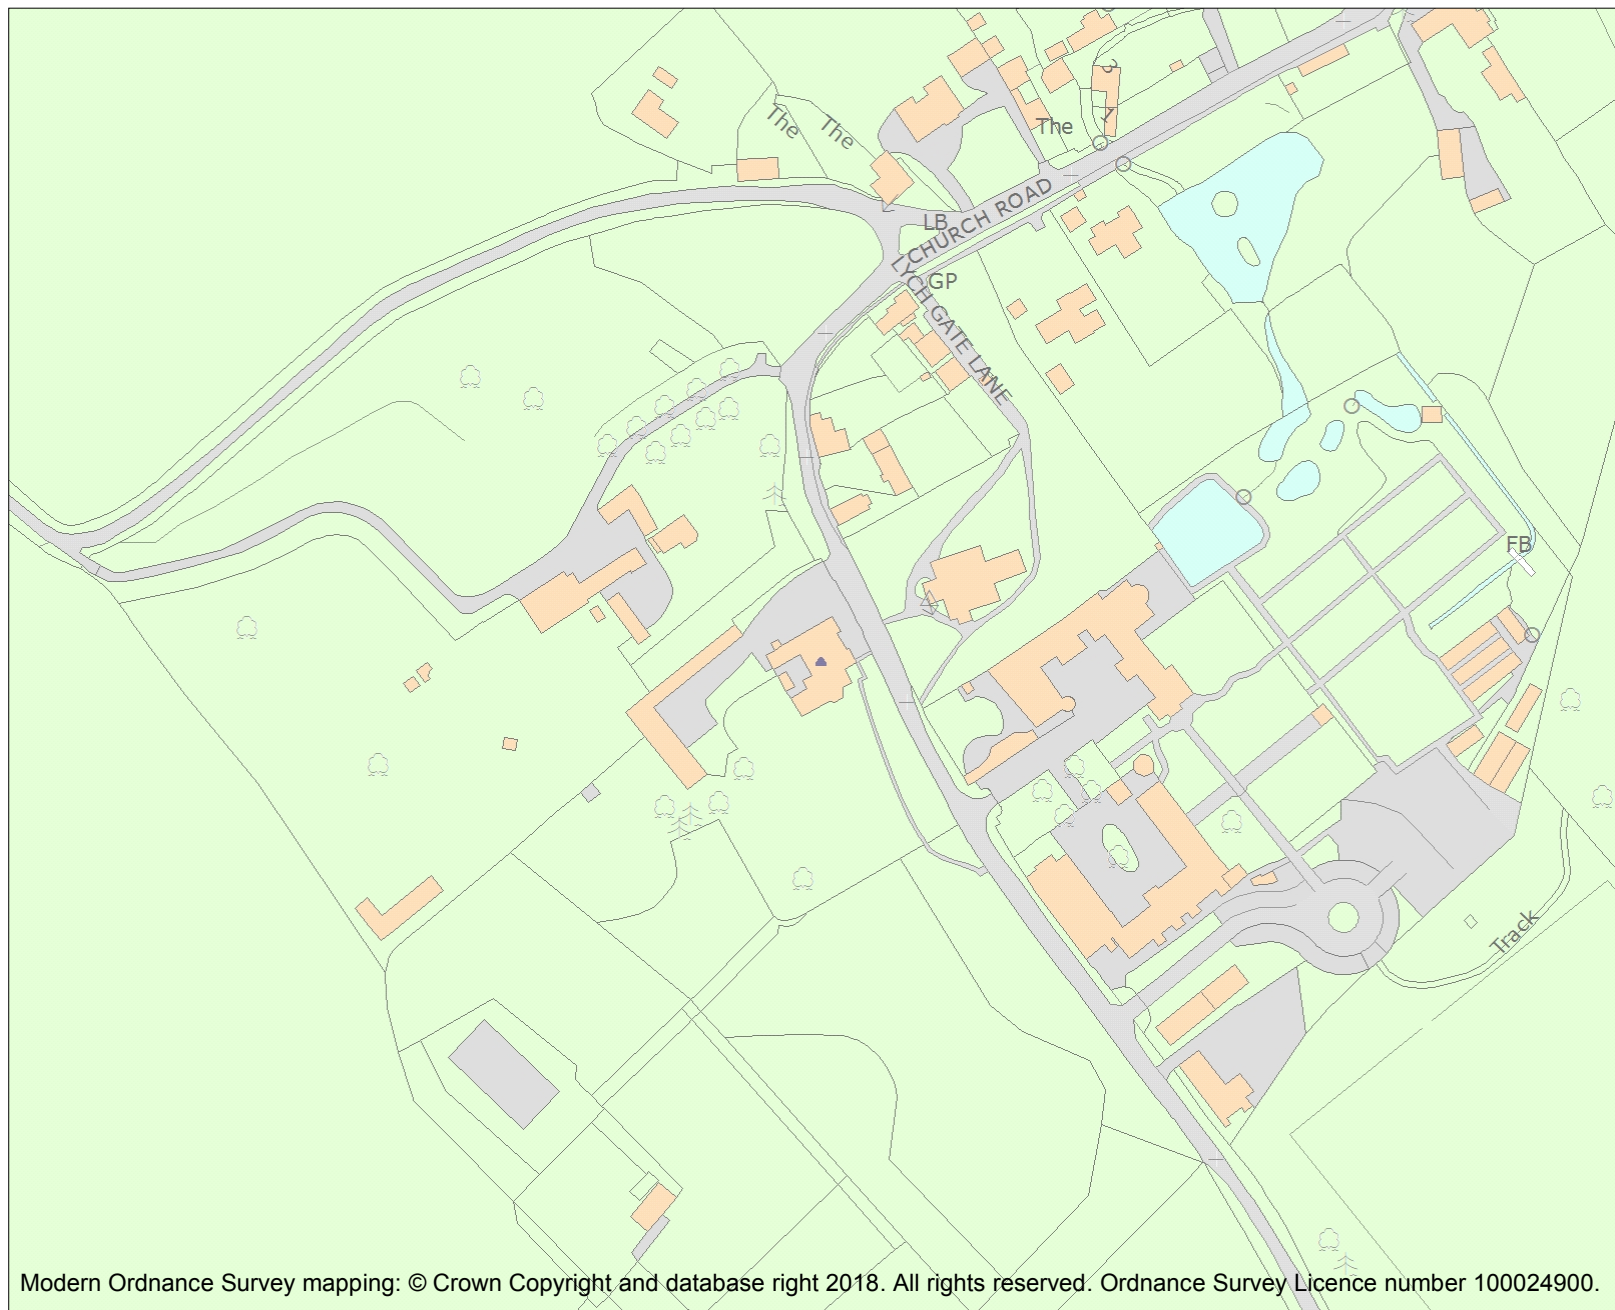 3
1
The
The
The
LB
CHURCH ROAD
GP
LYCH GATE LANE
FB
Track
Modern Ordnance Survey mapping: © Crown Copyright and database right 2018. All rights reserved. Ordnance Survey Licence number 100024900.